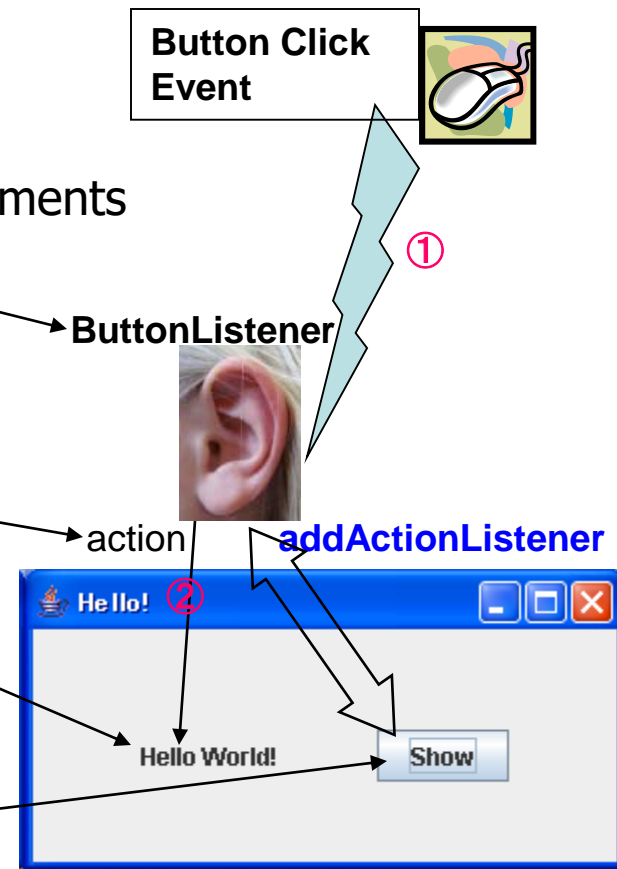 Button Click
Event
ments
①
ButtonListener
action
addActionListener
Hello!
②
Hello World!
Show